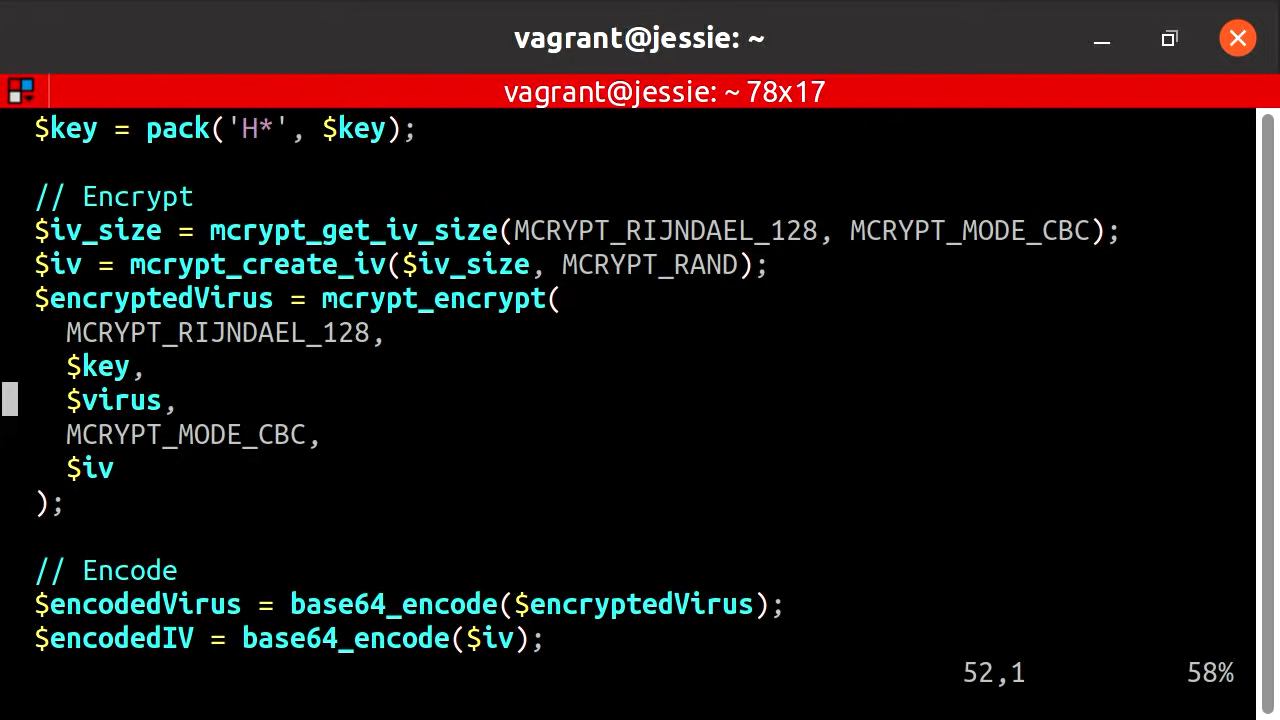 vagrant@jessie: ~
vagrant@jessie: ~ 78x17
$key = pack('H*', $key);
// Encrypt
$iv_size = mcrypt_get_iv_size(MCRYPT_RIJNDAEL_128, MCRYPT_MODE_CBC);
$iv = mcrypt_create_iv($iv_size, MCRYPT_RAND);
$encryptedVirus = mcrypt_encrypt(
  MCRYPT_RIJNDAEL_128,
  $key,
  $virus,
  MCRYPT_MODE_CBC,
  $iv
);
// Encode
$encodedVirus = base64_encode($encryptedVirus);
$encodedIV = base64_encode($iv);
52,1 58%